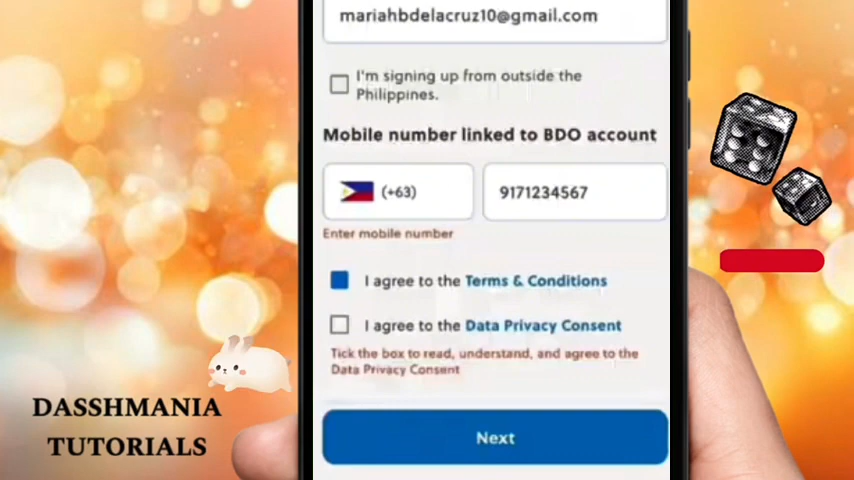 mariahbdelacruz10@gmail.com
I'm signing up from outside the
Philippines.
Mobile number linked to BDO account
(+63)
9171234567
Enter mobile number
I agree to the Terms & Conditions
I agree to the Data Privacy Consent
Tick the box to read, understand, and agree to the
Data Privacy Consent
Next
DASSHMANIA
TUTORIALS